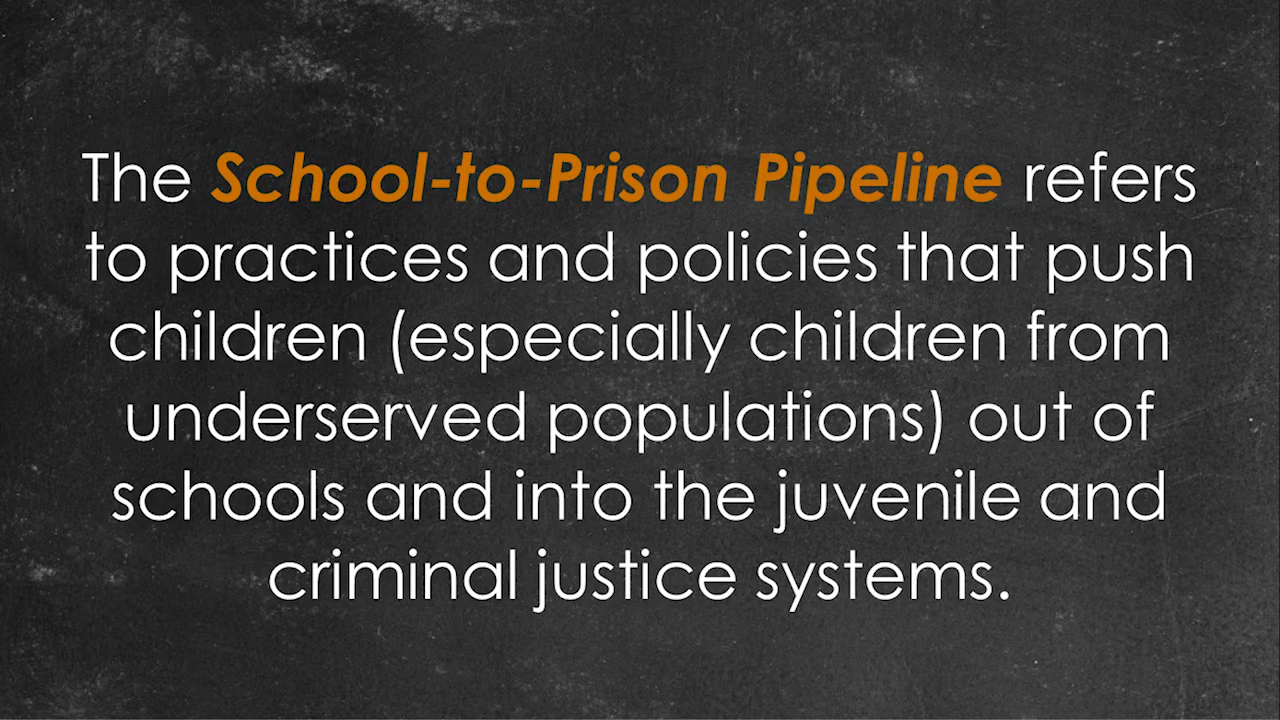 The School-to-Prison Pipeline refers
to practices and policies that push
children (especially children from
underserved populations) out of
schools and into the juvenile and
criminal justice systems.